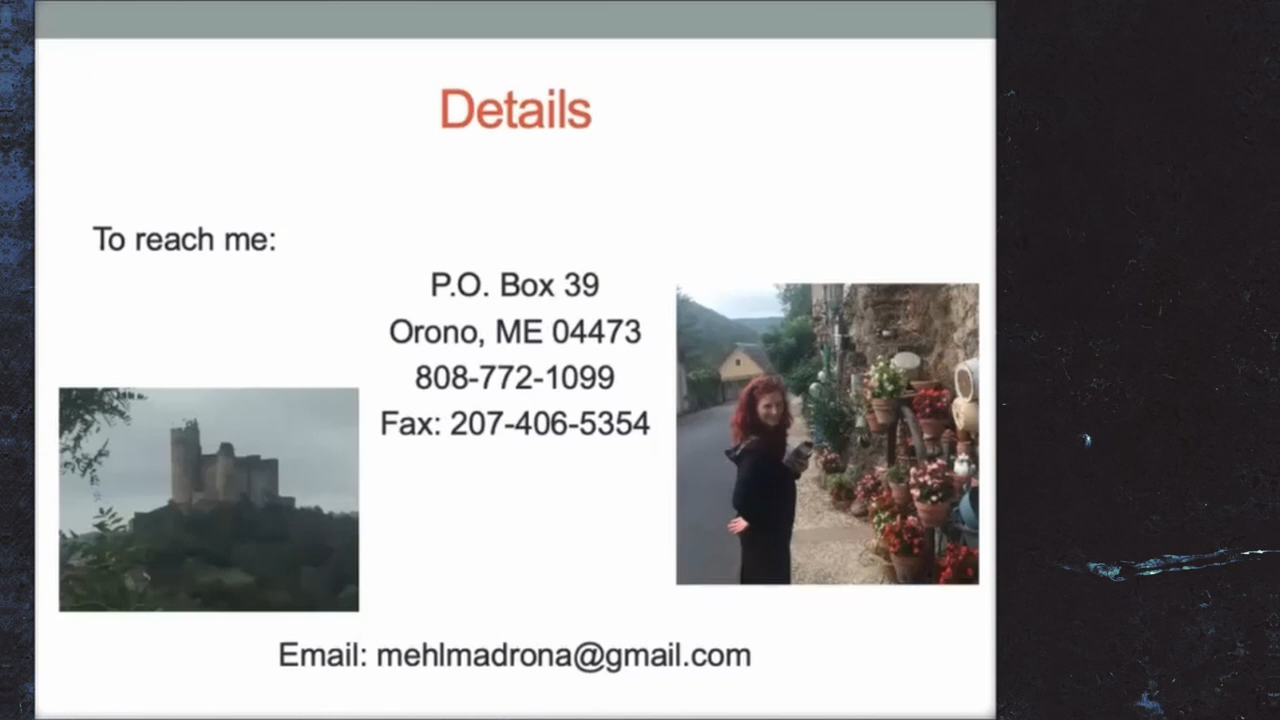 Details
To reach me:
P.O. Box 39
Orono, ME 04473
808-772-1099
Fax: 207-406-5354
Email: mehlmadrona@gmail.com